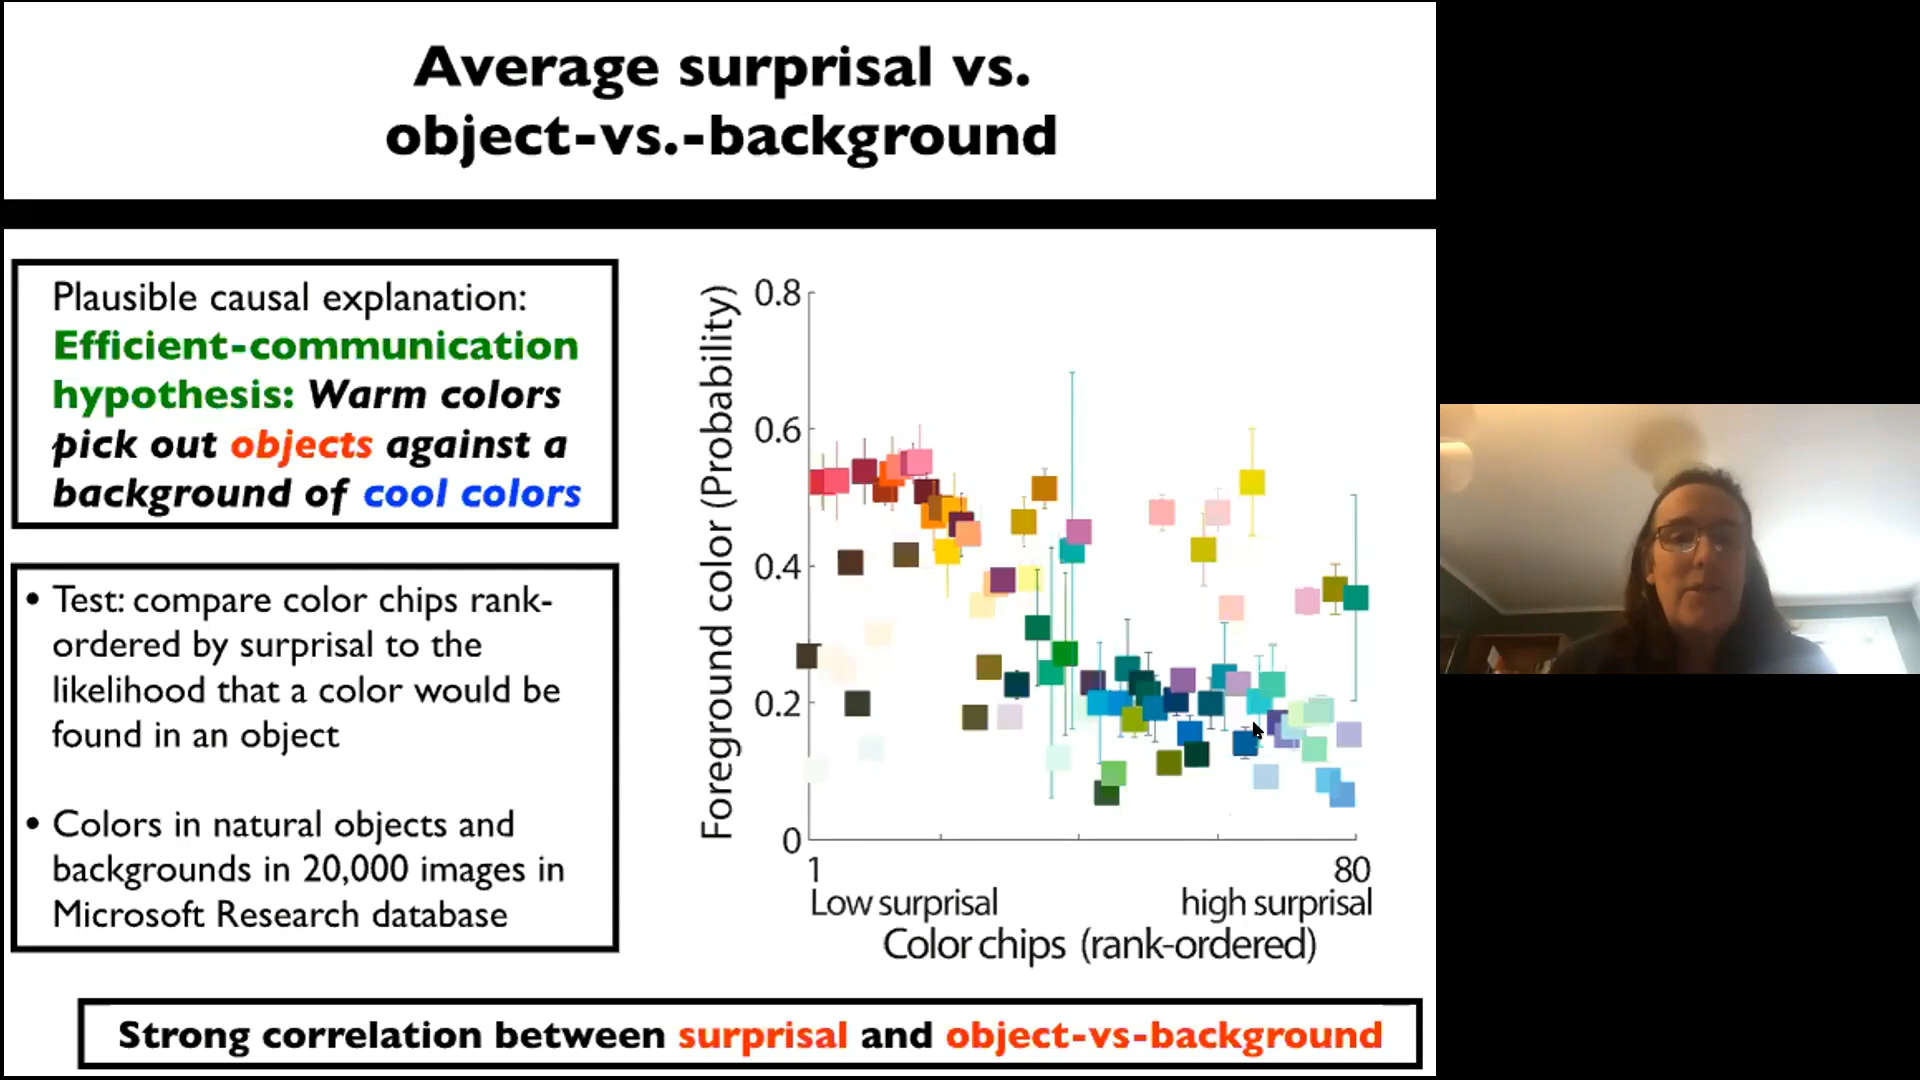 Average surprisal vs.
object-vs.-background
Plausible causal explanation:
Efficient-communication
hypothesis: Warm colors
pick out objects against a
background of cool colors
• Test: compare color chips rank-
ordered by surprisal to the
likelihood that a color would be
found in an object
• Colors in natural objects and
backgrounds in 20,000 images in
Microsoft Research database
Foreground color (Probability)
0.8
0.6
0.4
0.2
0
1
80
Low surprisal
high surprisal
Color chips (rank-ordered)
Strong correlation between surprisal and object-vs-background